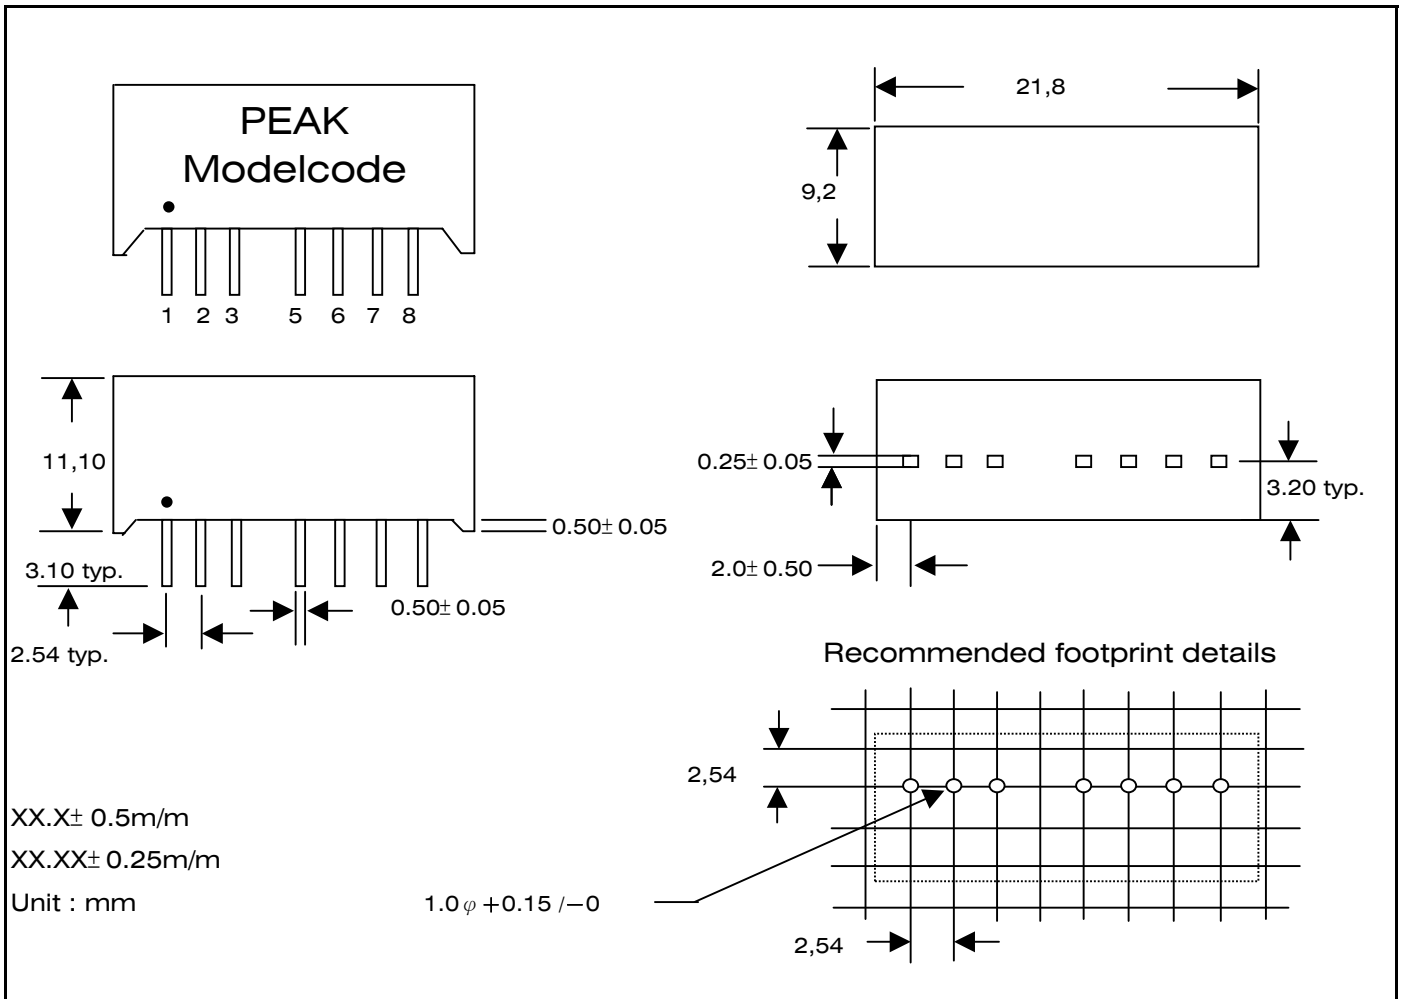 PEAK
Modelcode
1 2 3 5 6 7 8
21,8
9,2
11,10
0.50± 0.05
3.10 typ.
0.50± 0.05
2.54 typ.
0.25± 0.05
3.20 typ.
2.0± 0.50
Recommended footprint details
2,54
XX.X± 0.5m/m
XX.XX± 0.25m/m
Unit : mm
1.0 φ +0.15 /−0
2,54